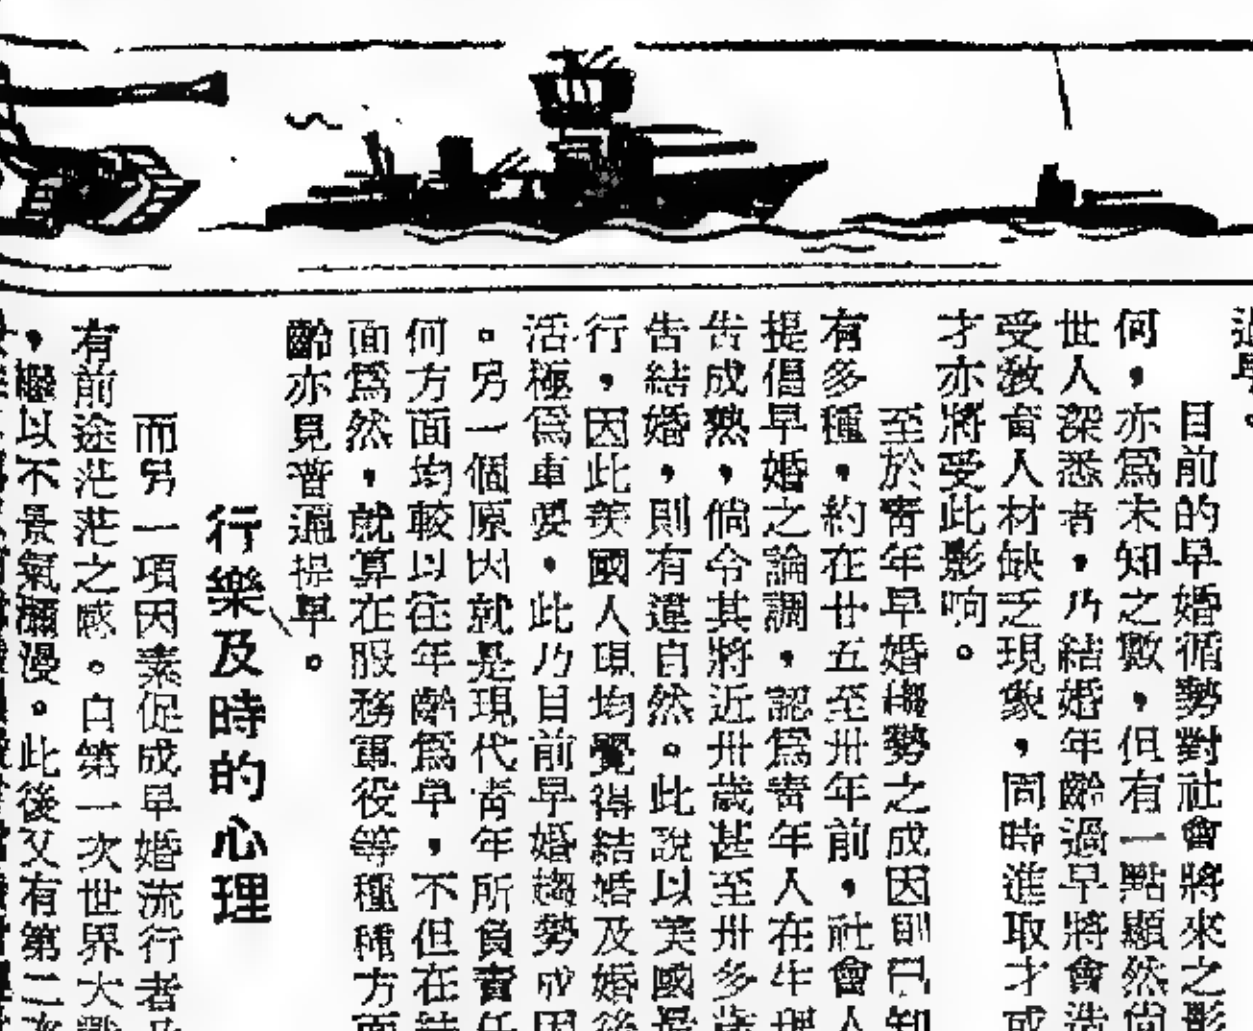 過早。
目前的早婚循勢對社會將來之影
何，亦爲未知之數，但有一點顯然尙
世人深悉者，乃結婚年齡過早將會造
受敎育人材缺乏現象，同時進取才成
才亦將受此影响。
至於靑年早婚趨勢之成因則已知
有多種，約在廿五至卅年前，社會人
提倡早婚之論調，認爲靑年人在生理
告成熟，倘令其將近卅歲甚至卅多歲
告結婚，則有違自然。此說以美國最
行，因此美國人現均覺得結婚及婚後
活極爲重要，此乃目前早婚趨勢成因
。另一個原因就是現代靑年所負責任
何方面均較以往年齡爲早，不但在結
面爲然，就算在服務軍役等種種方面
齡亦見普遍提早。
行樂及時的心理
而另一項因素促成早婚流行者乃
有前途茫茫之感。自第一次世界大戰
，繼以不景氣瀰漫。此後又有第二次